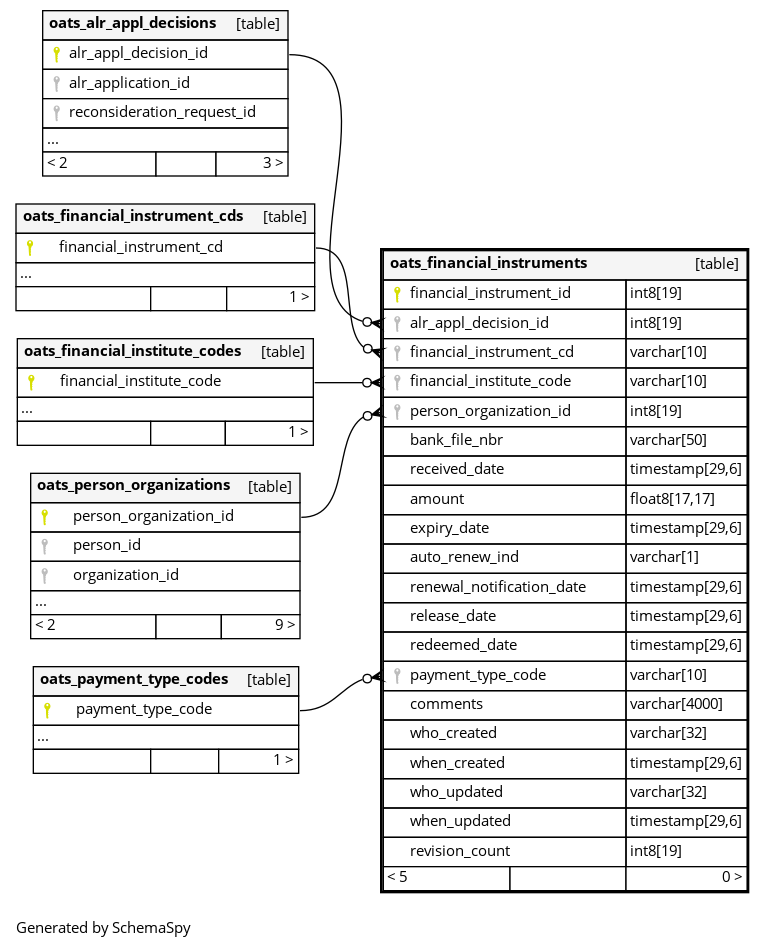 oats_alr_appl_decisions [table]
alr_appl_decision_id
alr_application_id
reconsideration_request_id
...
< 2 3 >
oats_financial_instrument_cds [table]
financial_instrument_cd
...
1 >
oats_financial_institute_codes [table]
financial_institute_code
...
1 >
oats_person_organizations [table]
person_organization_id
person_id
organization_id
...
< 2 9 >
oats_payment_type_codes [table]
payment_type_code
...
1 >
oats_financial_instruments [table]
financial_instrument_id int8[19]
alr_appl_decision_id int8[19]
financial_instrument_cd varchar[10]
financial_institute_code varchar[10]
person_organization_id int8[19]
bank_file_nbr varchar[50]
received_date timestamp[29,6]
amount float8[17,17]
expiry_date timestamp[29,6]
auto_renew_ind varchar[1]
renewal_notification_date timestamp[29,6]
release_date timestamp[29,6]
redeemed_date timestamp[29,6]
payment_type_code varchar[10]
comments varchar[4000]
who_created varchar[32]
when_created timestamp[29,6]
who_updated varchar[32]
when_updated timestamp[29,6]
revision_count int8[19]
< 5 0 >
Generated by SchemaSpy